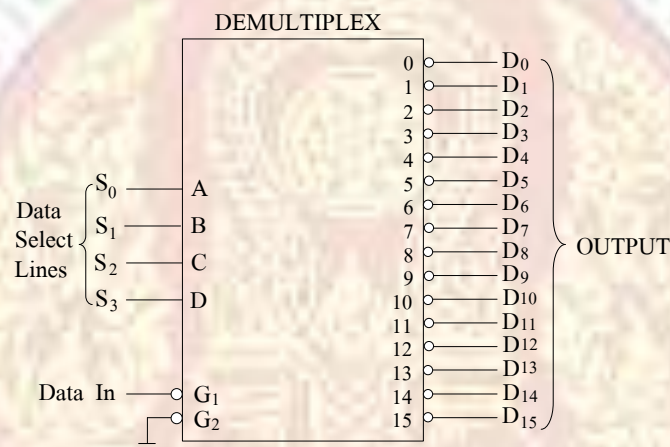 DEMULTIPLEX
0 D0
1 D1
2 D2
3 D3
4 D4
5 D5
6 D6
7 D7
8 D8
9 D9
10 D10
11 D11
12 D12
13 D13
14 D14
15 D15
OUTPUT
Data
Select
Lines
S0 A
S1 B
S2 C
S3 D
Data In G1
G2